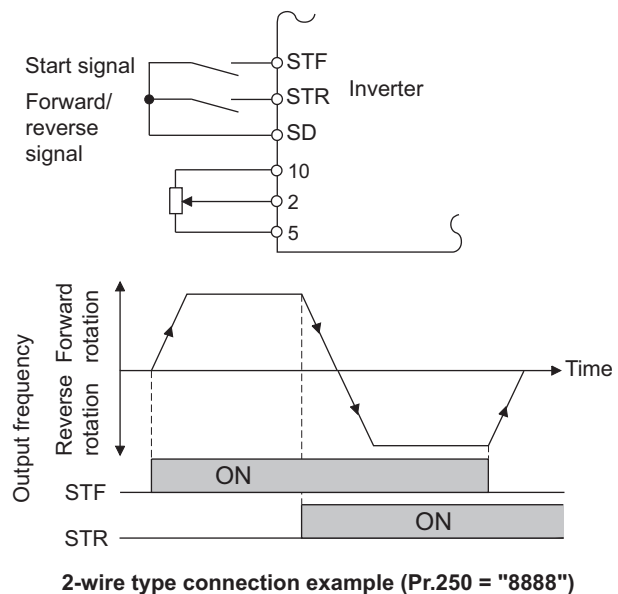 Start signal
Forward/
reverse
signal
STF
STR
SD
10
2
5
Inverter
Output frequency
Reverse Forward
rotation rotation
Time
ON
STF
ON
STR
2-wire type connection example (Pr.250 = "8888")